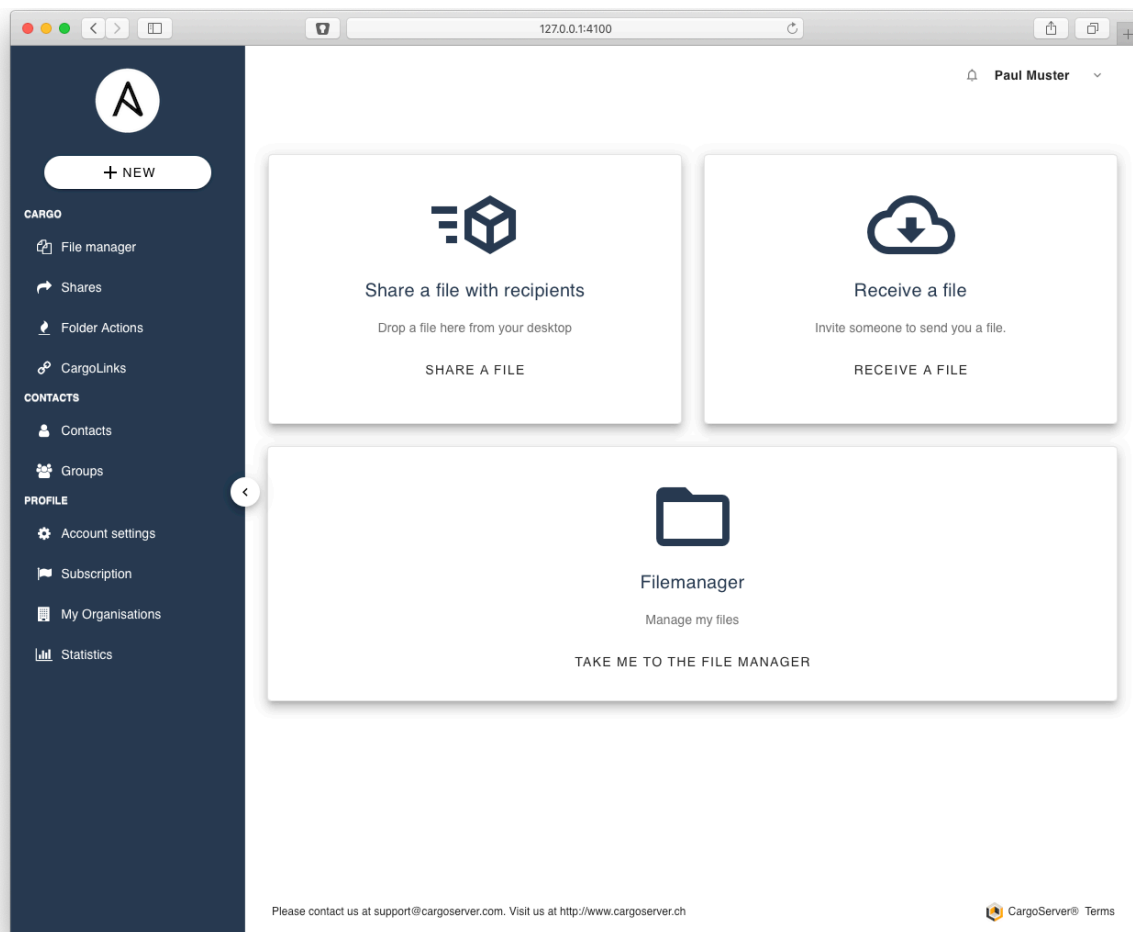 127.0.0.1:4100
Paul Muster
+ NEW
CARGO
File manager
Shares
Folder Actions
CargoLinks
CONTACTS
Contacts
Groups
PROFILE
Account settings
Subscription
My Organisations
Statistics
Share a file with recipients
Drop a file here from your desktop
SHARE A FILE
Receive a file
Invite someone to send you a file.
RECEIVE A FILE
Filemanager
Manage my files
TAKE ME TO THE FILE MANAGER
Please contact us at support@cargoserver.com. Visit us at http://www.cargoserver.ch
CargoServer® Terms